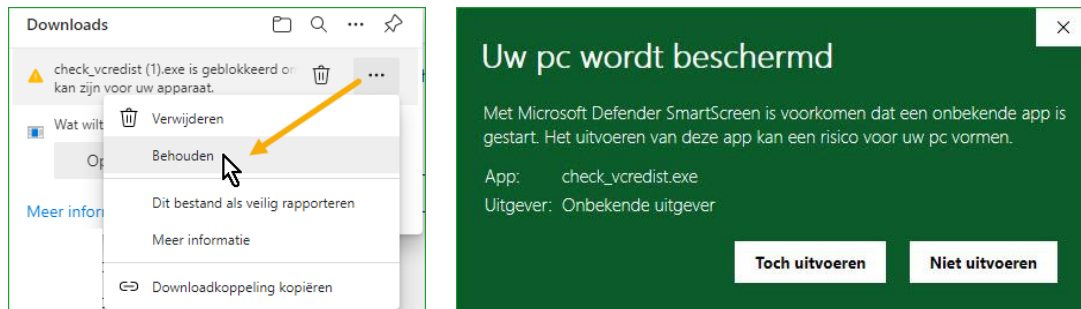 Downloads
check_vcredist (1).exe is geblokkeerd
kan zijn voor uw apparaat.
Wat wilt
Verwijderen
Behouden
Meer
Dit bestand als veilig rapporteren
Meer informatie
Downloadkoppeling kopiëren
Uw pc wordt beschermd
Met Microsoft Defender SmartScreen is voorkomen dat een onbekende app is
gestart. Het uitvoeren van deze app kan een risico voor uw pc vormen.
App: check_vcredist.exe
Uitgever: Onbekende uitgever
Toch uitvoeren
Niet uitvoeren